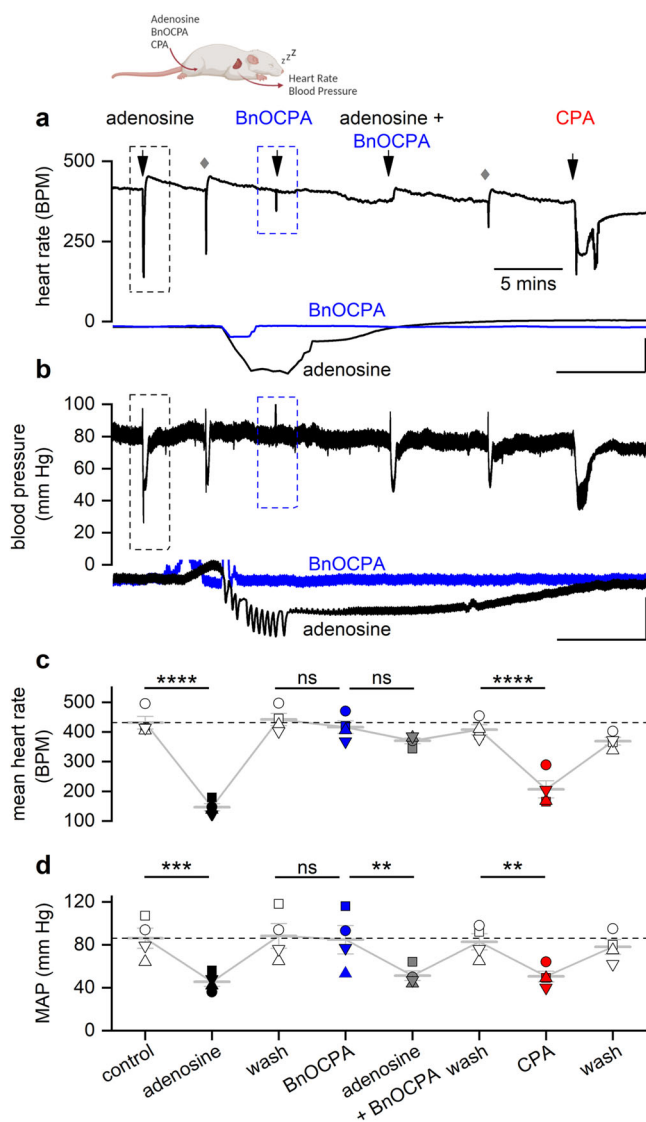 Adenosine
BnOCPA
CPA
zzZ
Heart Rate
Blood Pressure
a
adenosine
BnOCPA
adenosine +
BnOCPA
CPA
500
250
0
heart rate (BPM)
5 mins
BnOCPA
adenosine
b
100
80
60
40
20
0
blood pressure
(mm Hg)
BnOCPA
adenosine
c
**** ns ns ****
500
400
300
200
100
mean heart rate
(BPM)
d
*** ns ** **
120
80
40
0
MAP (mm Hg)
control
adenosine
wash
BnOCPA
adenosine
+ BnOCPA
wash
CPA
wash